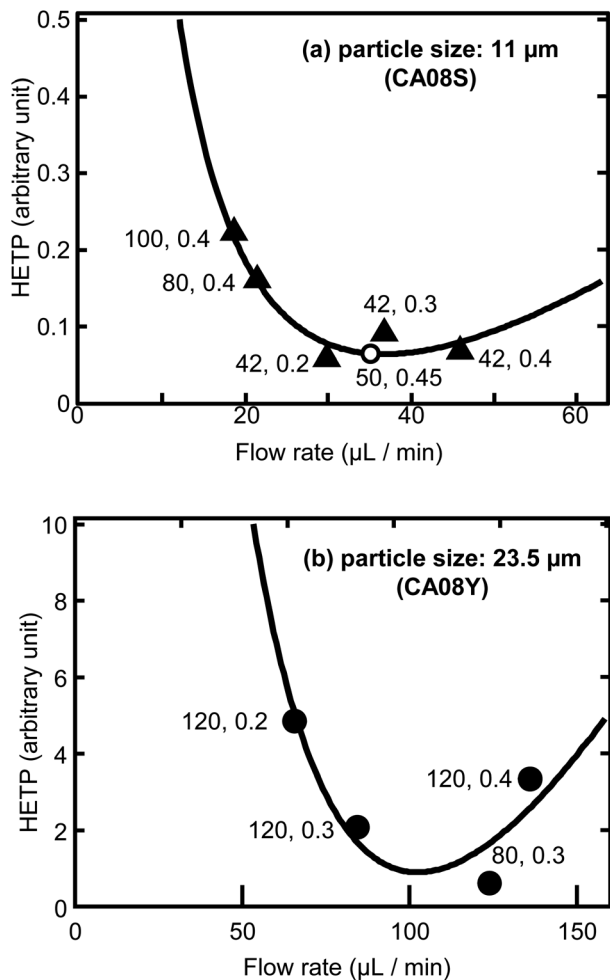 0.5
(a) particle size: 11 µm
(CA08S)
0.4
0.3
HETP (arbitrary unit)
0.2
100, 0.4
80, 0.4
42, 0.3
0.1
42, 0.2
50, 0.45
42, 0.4
0
0 20 40 60
Flow rate (µL / min)
10
(b) particle size: 23.5 µm
(CA08Y)
8
6
HETP (arbitrary unit)
120, 0.2
4
120, 0.4
2
120, 0.3
80, 0.3
0
0 50 100 150
Flow rate (µL / min)